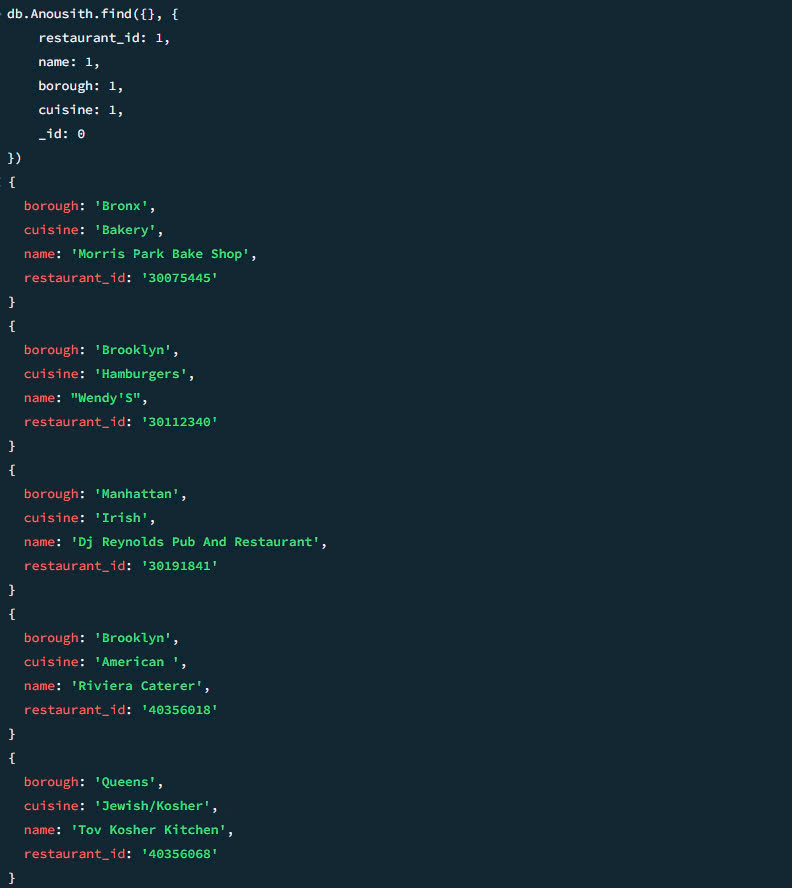 db.Anousith.find({}, {
    restaurant_id: 1,
    name: 1,
    borough: 1,
    cuisine: 1,
    _id: 0
})
{
  borough: 'Bronx',
  cuisine: 'Bakery',
  name: 'Morris Park Bake Shop',
  restaurant_id: '30075445'
}
{
  borough: 'Brooklyn',
  cuisine: 'Hamburgers',
  name: "Wendy'S",
  restaurant_id: '30112340'
}
{
  borough: 'Manhattan',
  cuisine: 'Irish',
  name: 'Dj Reynolds Pub And Restaurant',
  restaurant_id: '30191841'
}
{
  borough: 'Brooklyn',
  cuisine: 'American ',
  name: 'Riviera Caterer',
  restaurant_id: '40356018'
}
{
  borough: 'Queens',
  cuisine: 'Jewish/Kosher',
  name: 'Tov Kosher Kitchen',
  restaurant_id: '40356068'
}